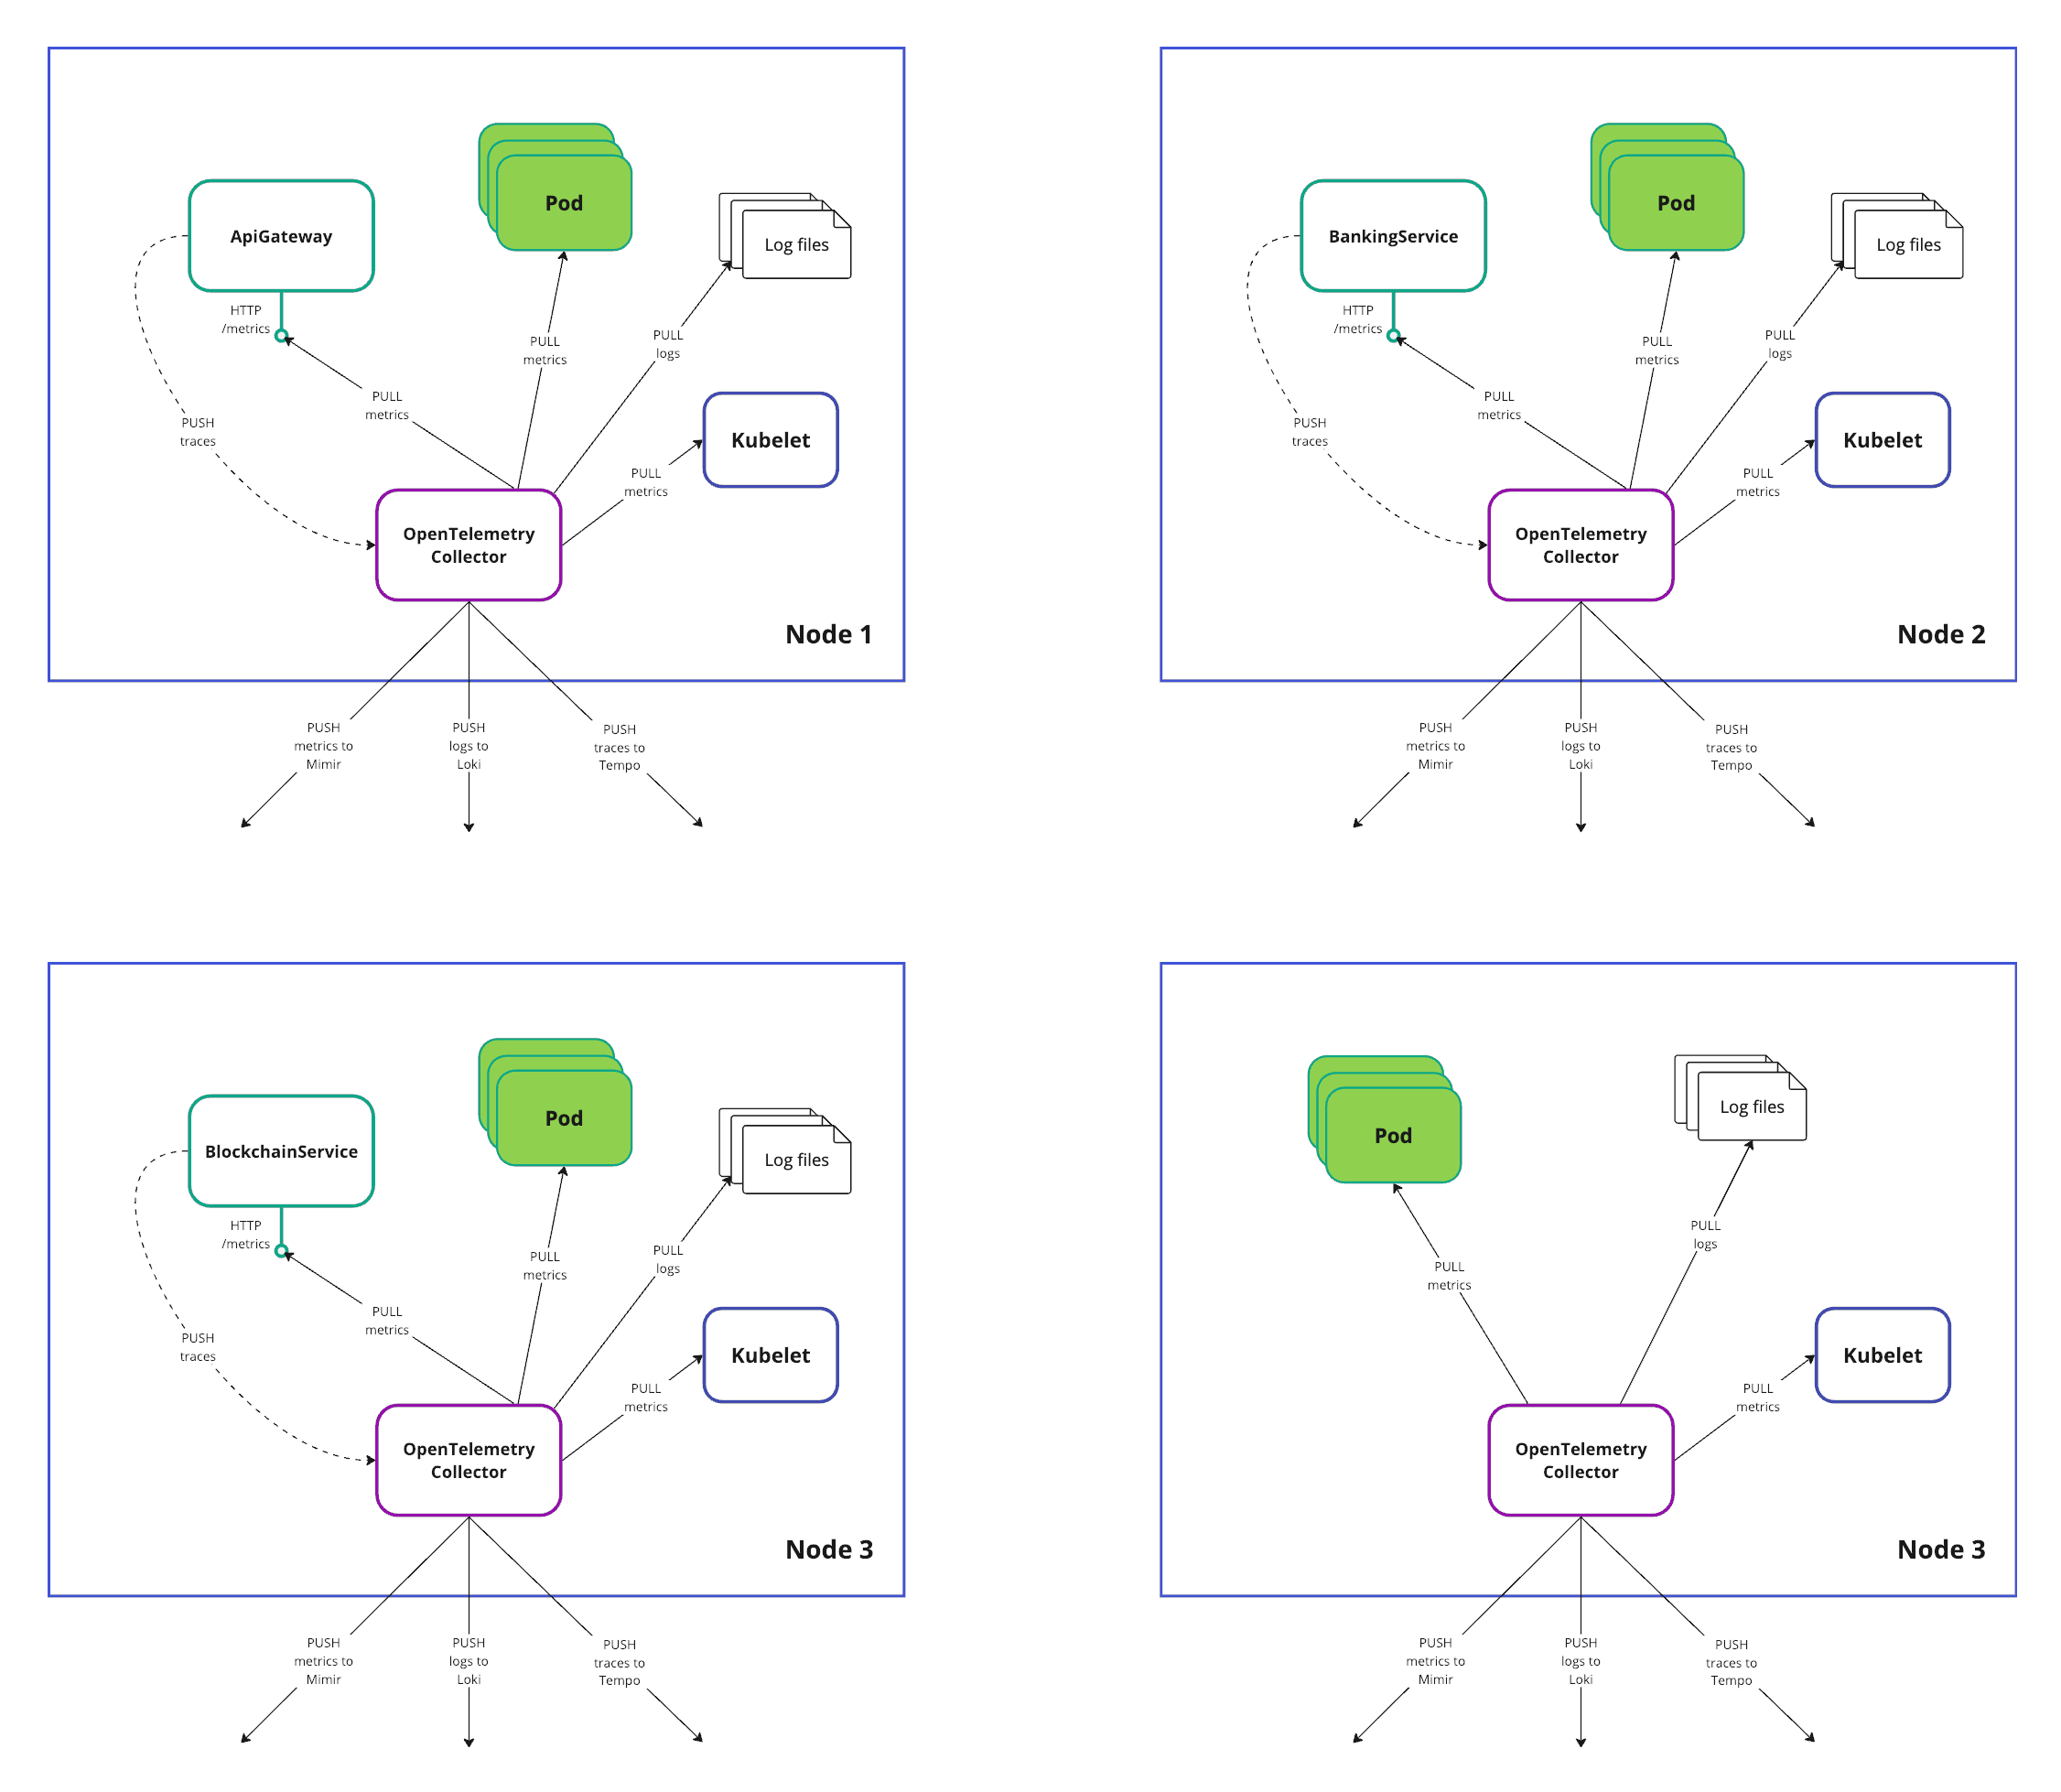 Pod
ApiGateway
Log files
HTTP
/metrics
PULL
metrics
PULL
logs
PULL
metrics
PUSH
traces
Kubelet
PULL
metrics
OpenTelemetry
Collector
Node 1
PUSH
metrics to
Mimir
PUSH
logs to
Loki
PUSH
traces to
Tempo
Pod
BankingService
Log files
HTTP
/metrics
PULL
metrics
PULL
logs
PULL
metrics
PUSH
traces
Kubelet
PULL
metrics
OpenTelemetry
Collector
Node 2
PUSH
metrics to
Mimir
PUSH
logs to
Loki
PUSH
traces to
Tempo
Pod
BlockchainService
Log files
HTTP
/metrics
PULL
metrics
PULL
logs
PULL
metrics
PUSH
traces
Kubelet
PULL
metrics
OpenTelemetry
Collector
Node 3
PUSH
metrics to
Mimir
PUSH
logs to
Loki
PUSH
traces to
Tempo
Pod
Log files
PULL
logs
PULL
metrics
Kubelet
PULL
metrics
OpenTelemetry
Collector
Node 3
PUSH
metrics to
Mimir
PUSH
logs to
Loki
PUSH
traces to
Tempo